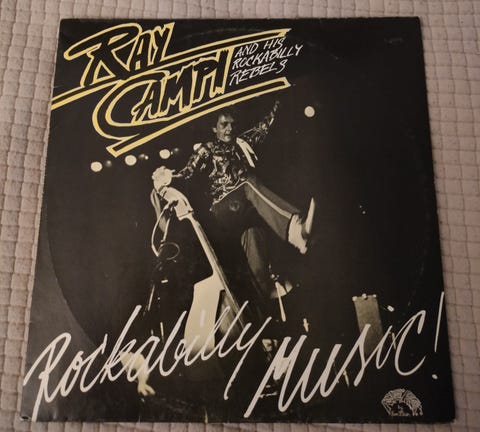 RAY
CAMPI
AND HIS
ROCKABILLY
REBELS
Rockabilly MUSIC!